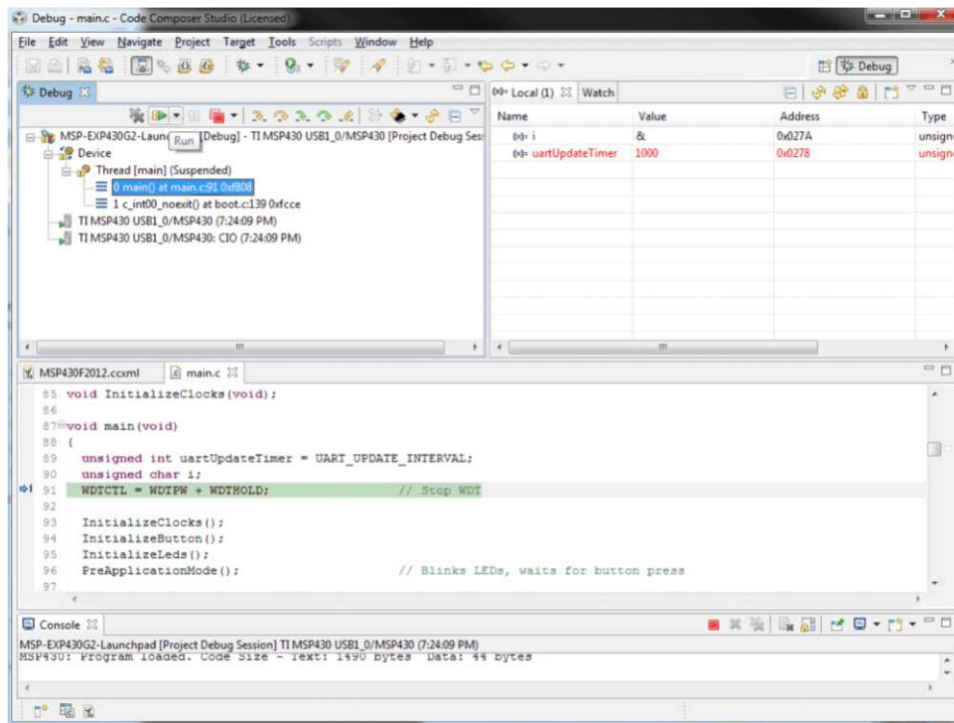 Debug - main.c - Code Composer Studio (Licensed)
File Edit View Navigate Project Target Tools Scripts Window Help
Debug
Debug
Run
MSP-EXP430G2-Launc [Debug] - TI MSP430 USB1_0/MSP430 [Project Debug Ses
Device
Thread [main] (Suspended)
0 main() at main.c:91 0xf808
1 c_int00_noexit() at boot.c:139 0xfcce
TI MSP430 USB1_0/MSP430 (7:24:09 PM)
TI MSP430 USB1_0/MSP430: CIO (7:24:09 PM)
(x)= Local (1) Watch
Name Value Address Type
(x)= i & 0x027A unsign
(x)= uartUpdateTimer 1000 0x0278 unsign
MSP430F2012.ccxml main.c
85 void InitializeClocks(void);
86
87 void main(void)
88 {
89 unsigned int uartUpdateTimer = UART_UPDATE_INTERVAL;
90 unsigned char i;
91 WDTCTL = WDTPW + WDTHOLD; // Stop WDT
92
93 InitializeClocks();
94 InitializeButton();
95 InitializeLeds();
96 PreApplicationMode(); // Blinks LEDs, waits for button press
97
Console
MSP-EXP430G2-Launchpad [Project Debug Session] TI MSP430 USB1_0/MSP430 (7:24:09 PM)
MSP430: Program loaded. Code Size - Text: 1490 bytes Data: 44 bytes